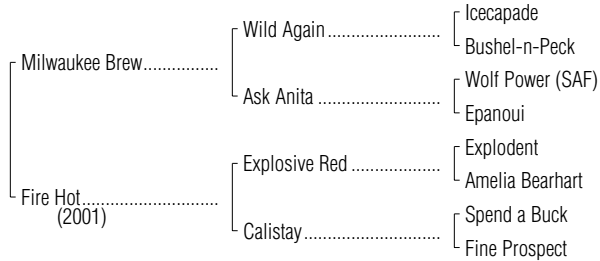 Icecapade
Wild Again
Bushel-n-Peck
Milwaukee Brew
Wolf Power (SAF)
Ask Anita
Epanoui
Explodent
Explosive Red
Amelia Bearhart
Fire Hot
(2001)
Spend a Buck
Calistay
Fine Prospect